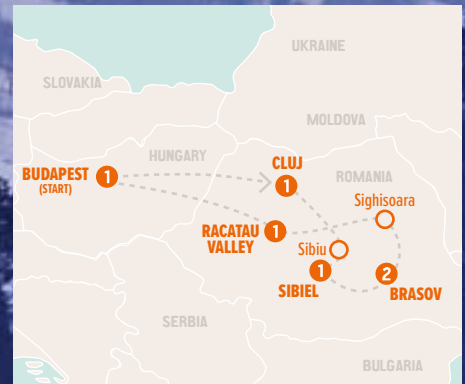 UKRAINE
SLOVAKIA
MOLDOVA
HUNGARY
CLUJ
1
ROMANIA
BUDAPEST 1
(START)
Sighisoara
RACATAU 1
VALLEY
Sibiu
1
SIBIEL
2
BRASOV
SERBIA
BULGARIA